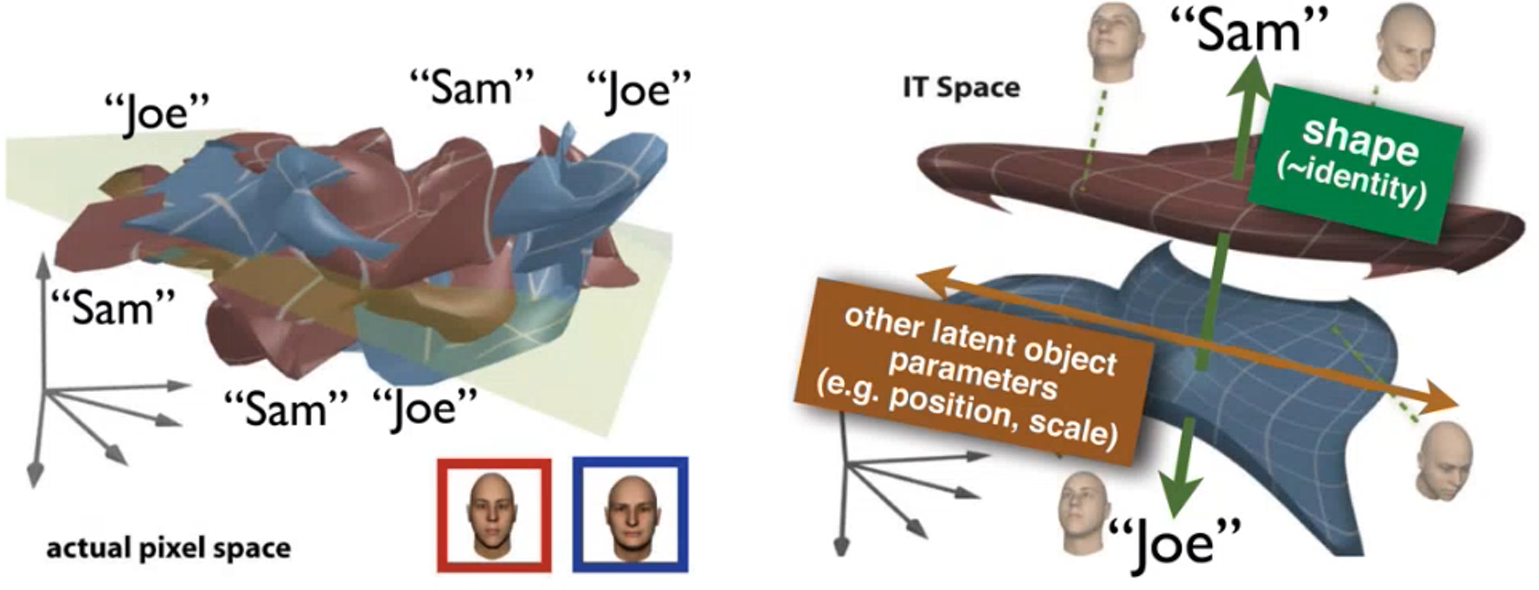 “Joe”
“Sam”
“Joe”
“Sam”
“Sam”
“Joe”
actual pixel space
“Sam”
IT Space
shape
(~identity)
other latent object
parameters
(e.g. position, scale)
“Joe”